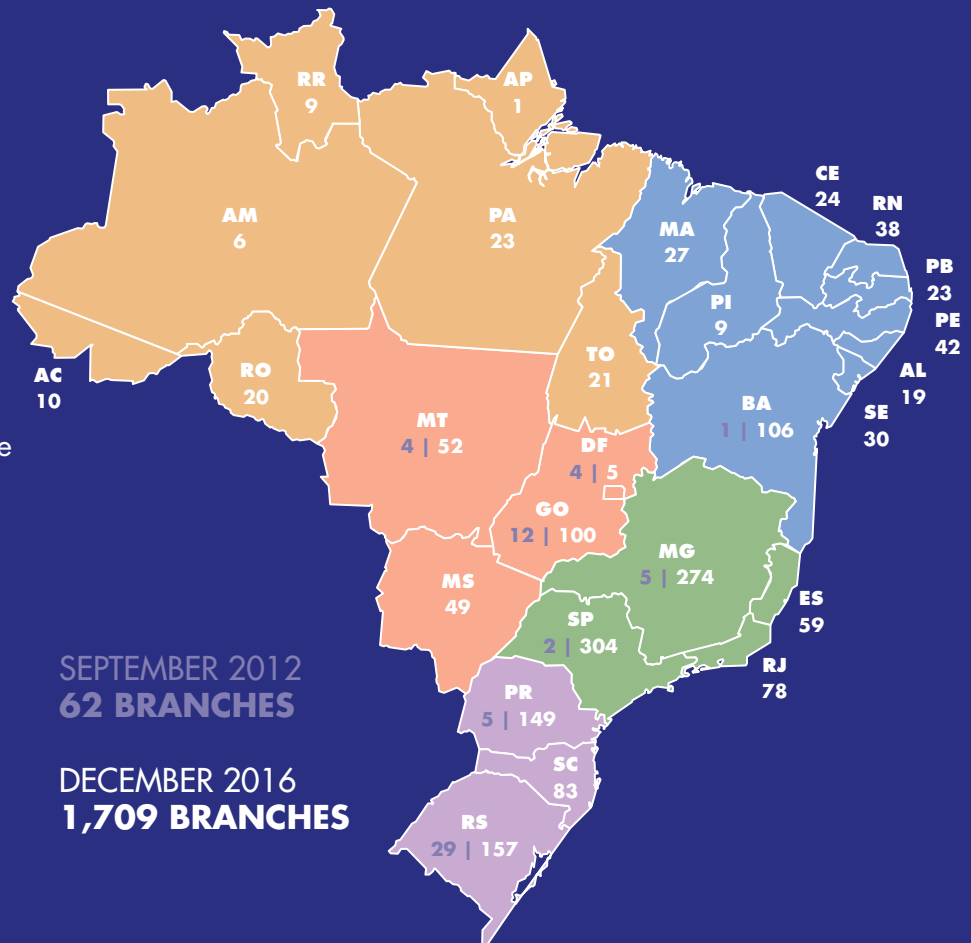 RR
9
AP
1
AM
6
PA
23
MA
27
CE
24
RN
38
PB
23
PE
42
AL
19
SE
30
PI
9
TO
21
AC
10
RO
20
BA
1 | 106
MT
4 | 52
DF
4 | 5
GO
12 | 100
MS
49
MG
5 | 274
ES
59
SP
2 | 304
RJ
78
PR
5 | 149
SC
83
RS
29 | 157
e
SEPTEMBER 2012
62 BRANCHES
DECEMBER 2016
1,709 BRANCHES